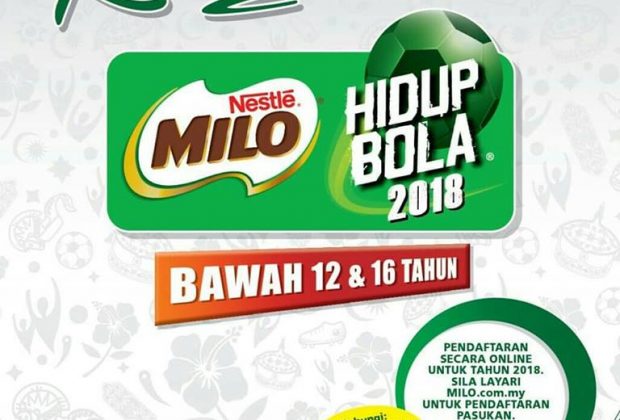 Nestlé®
MILO
HIDUP
BOLA®
2018
BAWAH 12 & 16 TAHUN
PENDAFTARAN
SECARA ONLINE
UNTUK TAHUN 2018.
SILA LAYARI
MILO.com.my
UNTUK PENDAFTARAN
PASUKAN.